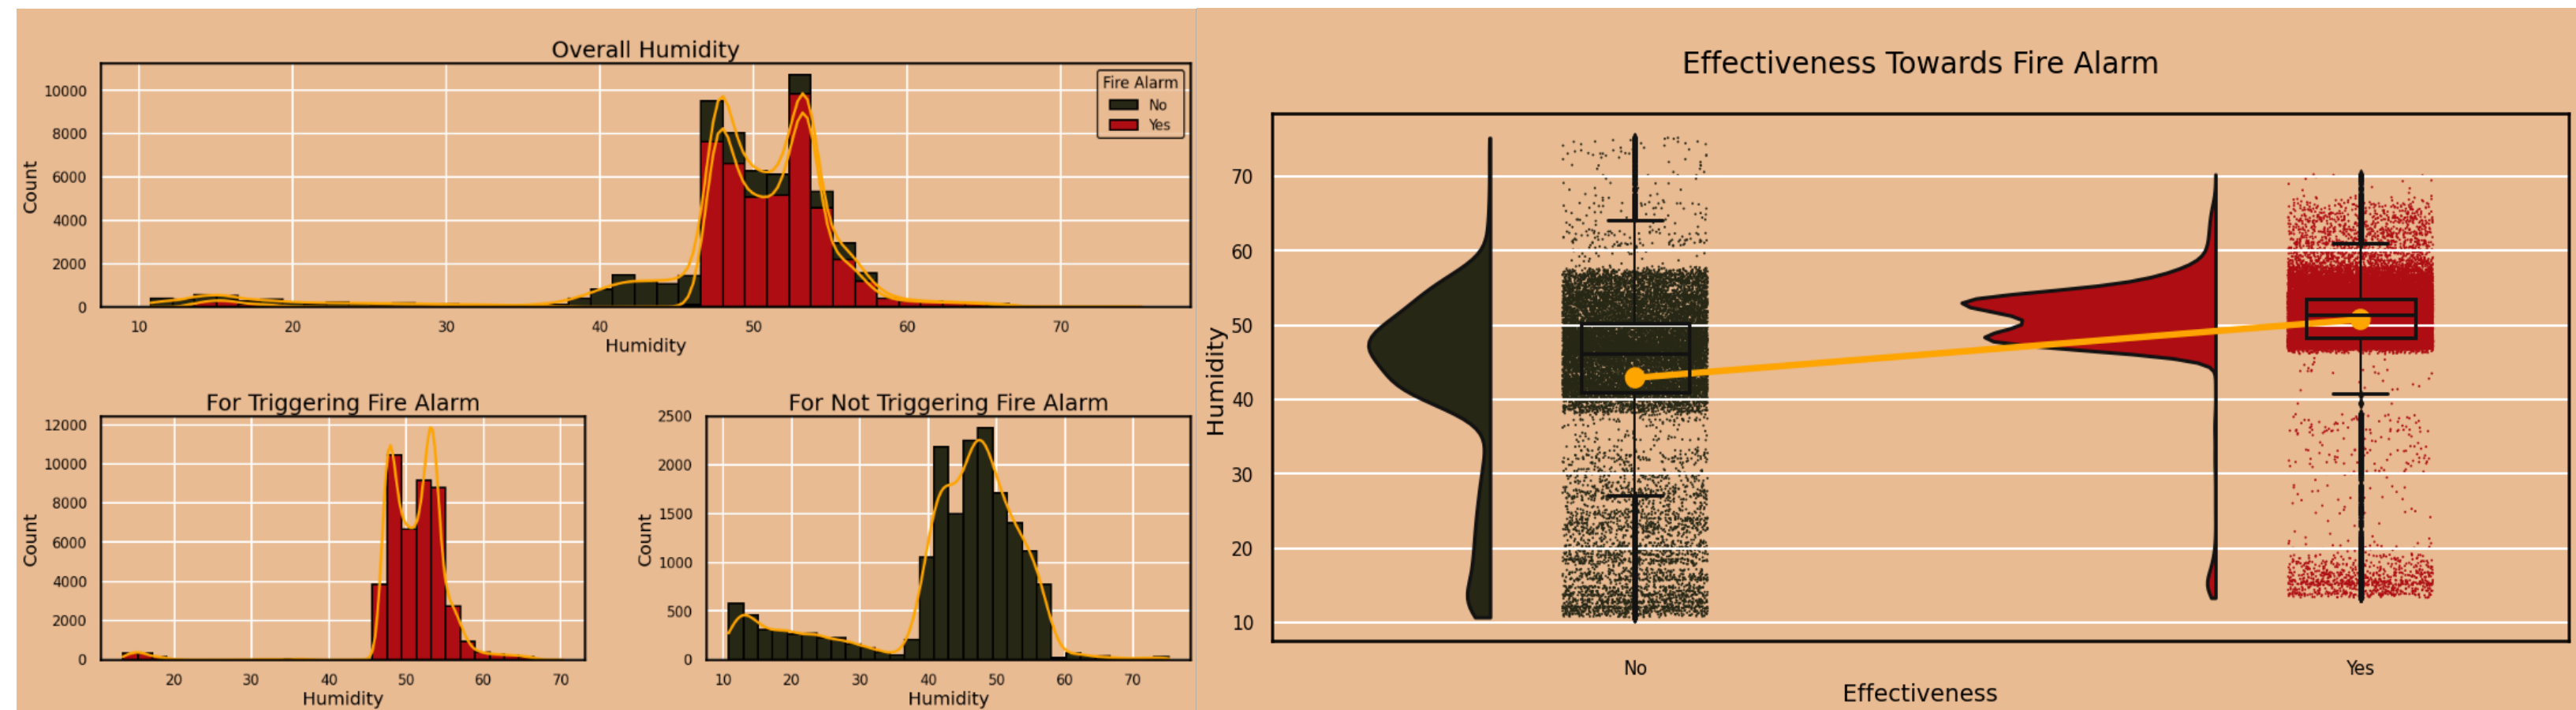 Overall Humidity
Count
10000
8000
6000
4000
2000
0
Fire Alarm
No
Yes
10 20 30 40 50 60 70
Humidity
For Triggering Fire Alarm
Count
12000
10000
8000
6000
4000
2000
0
20 30 40 50 60 70
Humidity
For Not Triggering Fire Alarm
Count
2500
2000
1500
1000
500
0
10 20 30 40 50 60 70
Humidity
Effectiveness Towards Fire Alarm
Humidity
70
60
50
40
30
20
10
No Yes
Effectiveness